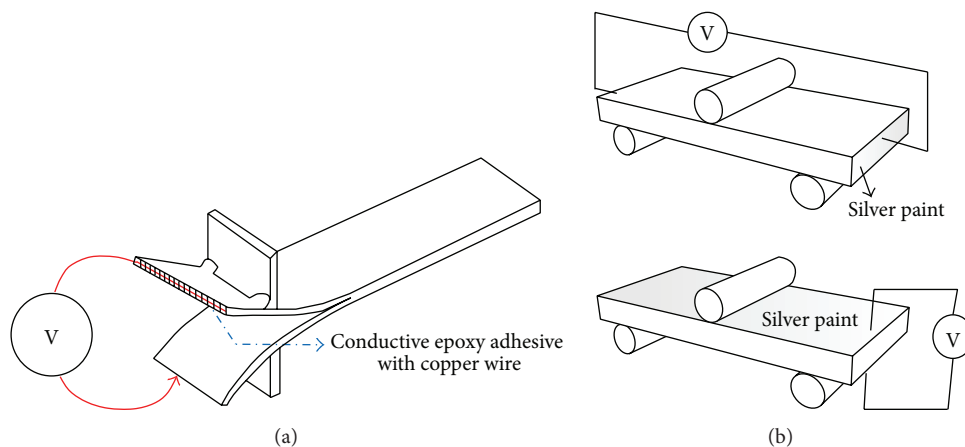 V
Conductive epoxy adhesive
with copper wire
(a)
V
Silver paint
Silver paint
V
(b)